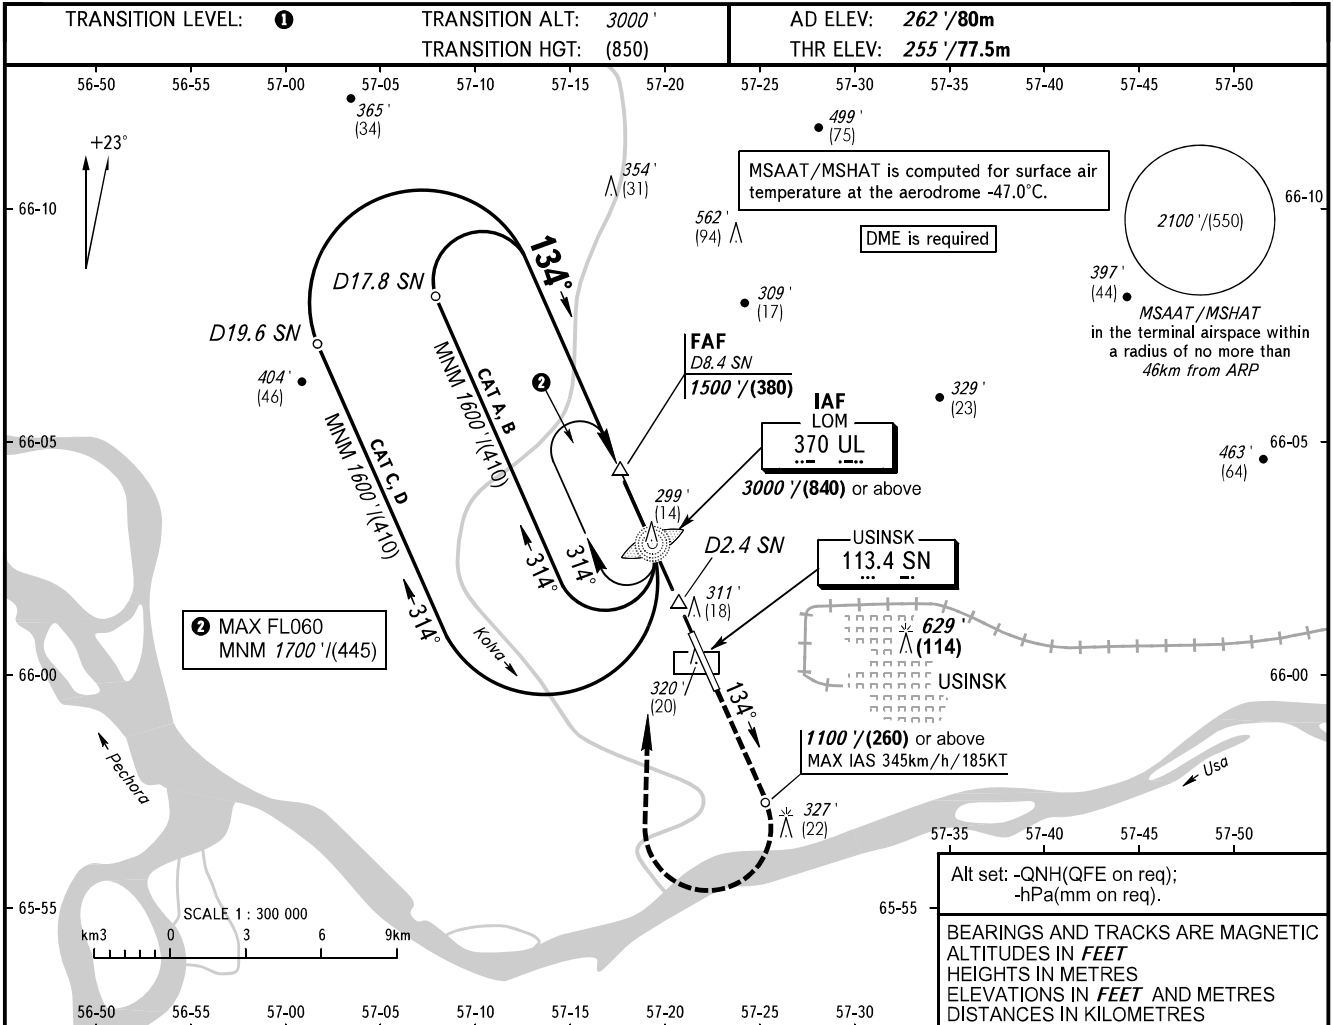 TRANSITION LEVEL: ❶
TRANSITION ALT: 3000 '
TRANSITION HGT: (850)
AD ELEV: 262 '/80m
THR ELEV: 255 '/77.5m
56-50 56-55 57-00 57-05 57-10 57-15 57-20 57-25 57-30 57-35 57-40 57-45 57-50
365 '
(34)
499 '
(75)
+23°
MSAAT/MSHAT is computed for surface air
temperature at the aerodrome -47.0°C.
354 '
(31)
66-10
66-10
2100 '/(550)
562 '
(94)
DME is required
134°
D17.8 SN
397 '
(44)
309 '
(17)
MSAAT/MSHAT
in the terminal airspace within
a radius of no more than
46km from ARP
D19.6 SN
FAF
D8.4 SN
1500 '/(380)
404 '
(46)
❷
CAT A, B
MNM 1600 '/(410)
329 '
(23)
IAF
LOM
370 UL
3000 '/(840) or above
66-05
66-05
463 '
(64)
CAT C, D
MNM 1600 '/(410)
299 '
(14)
D2.4 SN
USINSK
113.4 SN
314°
314°
314°
311 '
(18)
❷ MAX FL060
MNM 1700 '/(445)
Kolva
629 '
(114)
USINSK
66-00
66-00
320 '
(20)
134°
1100 '/(260) or above
MAX IAS 345km/h/185KT
Pechora
Usa
327 '
(22)
57-35 57-40 57-45 57-50
Alt set: -QNH(QFE on req);
-hPa(mm on req).
65-55
65-55
SCALE 1 : 300 000
km3 0 3 6 9km
BEARINGS AND TRACKS ARE MAGNETIC
ALTITUDES IN FEET
HEIGHTS IN METRES
ELEVATIONS IN FEET AND METRES
DISTANCES IN KILOMETRES
56-50 56-55 57-00 57-05 57-10 57-15 57-20 57-25 57-30